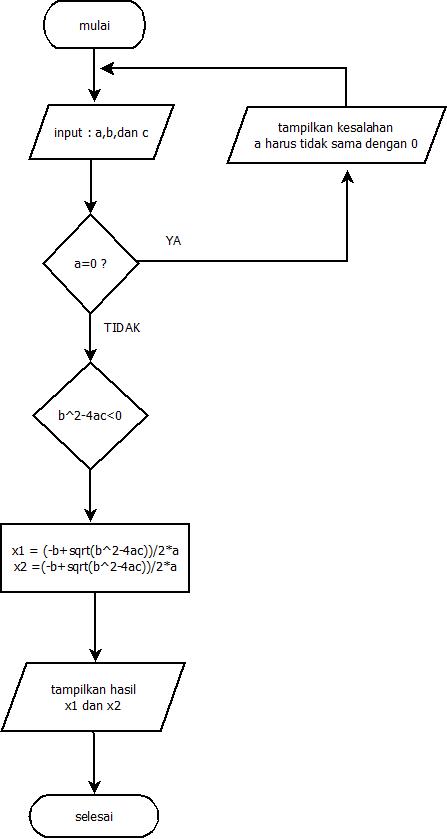 mulai
input : a,b,dan c
tampilkan kesalahan
a harus tidak sama dengan 0
a=0 ?
YA
TIDAK
b^2-4ac<0
x1 = (-b+sqrt(b^2-4ac))/2*a
x2 =(-b+sqrt(b^2-4ac))/2*a
tampilkan hasil
x1 dan x2
selesai